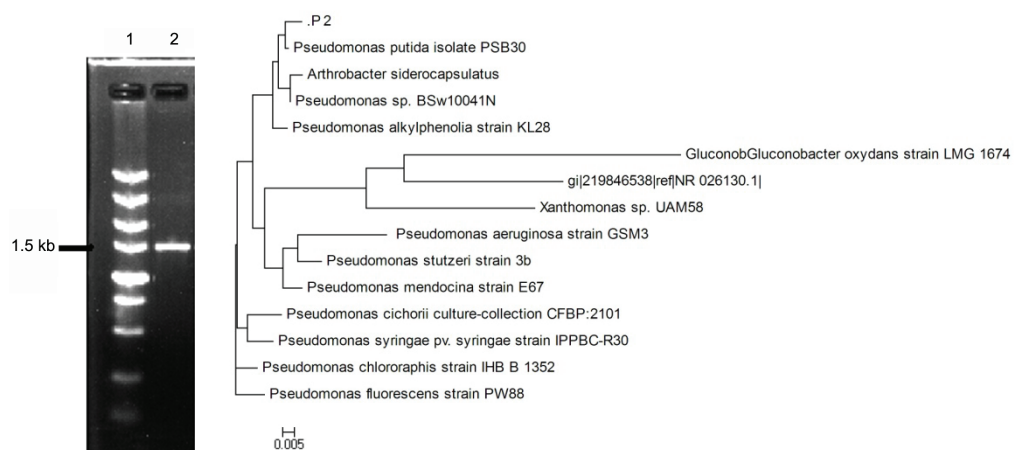 1 2
1.5 kb
.P 2
Pseudomonas putida isolate PSB30
Arthrobacter siderocapsulatus
Pseudomonas sp. BSw10041N
Pseudomonas alkylphenolia strain KL28
GluconobGluconobacter oxydans strain LMG 1674
gi|219846538|ref|NR 026130.1|
Xanthomonas sp. UAM58
Pseudomonas aeruginosa strain GSM3
Pseudomonas stutzeri strain 3b
Pseudomonas mendocina strain E67
Pseudomonas cichorii culture-collection CFBP:2101
Pseudomonas syringae pv. syringae strain IPPBC-R30
Pseudomonas chlororaphis strain IHB B 1352
Pseudomonas fluorescens strain PW88
0.005